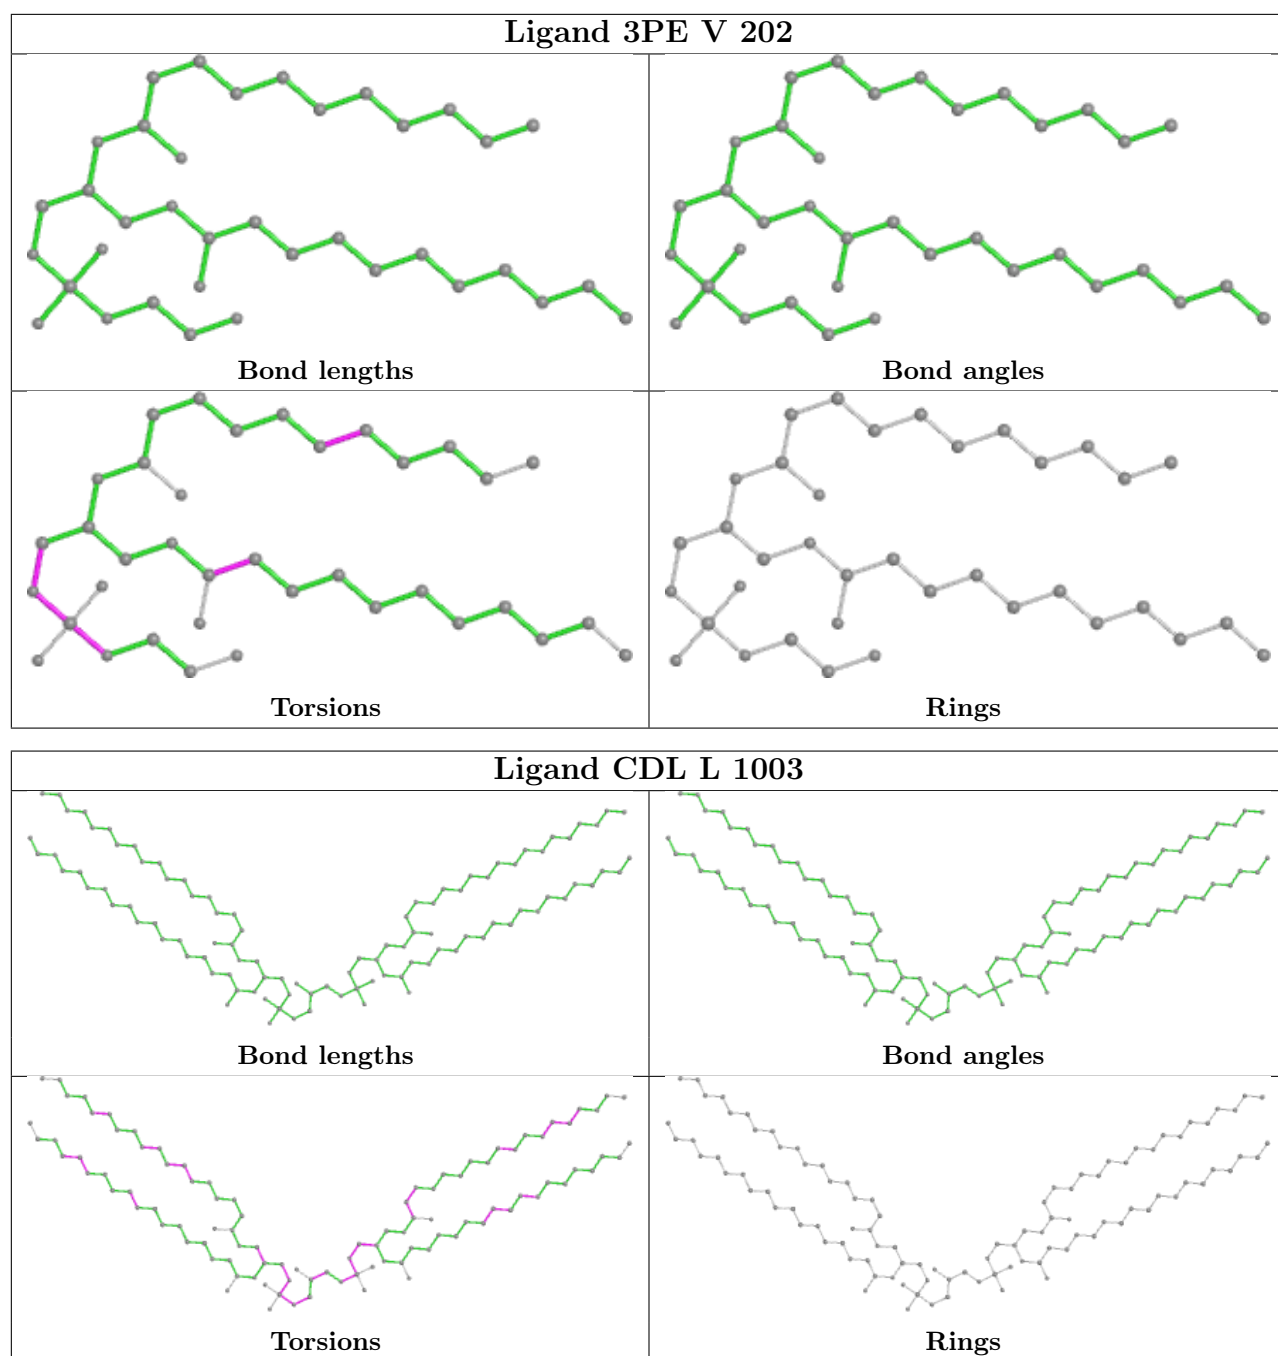 Ligand 3PE V 202
Bond lengths
Bond angles
Torsions
Rings
Ligand CDL L 1003
Bond lengths
Bond angles
Torsions
Rings